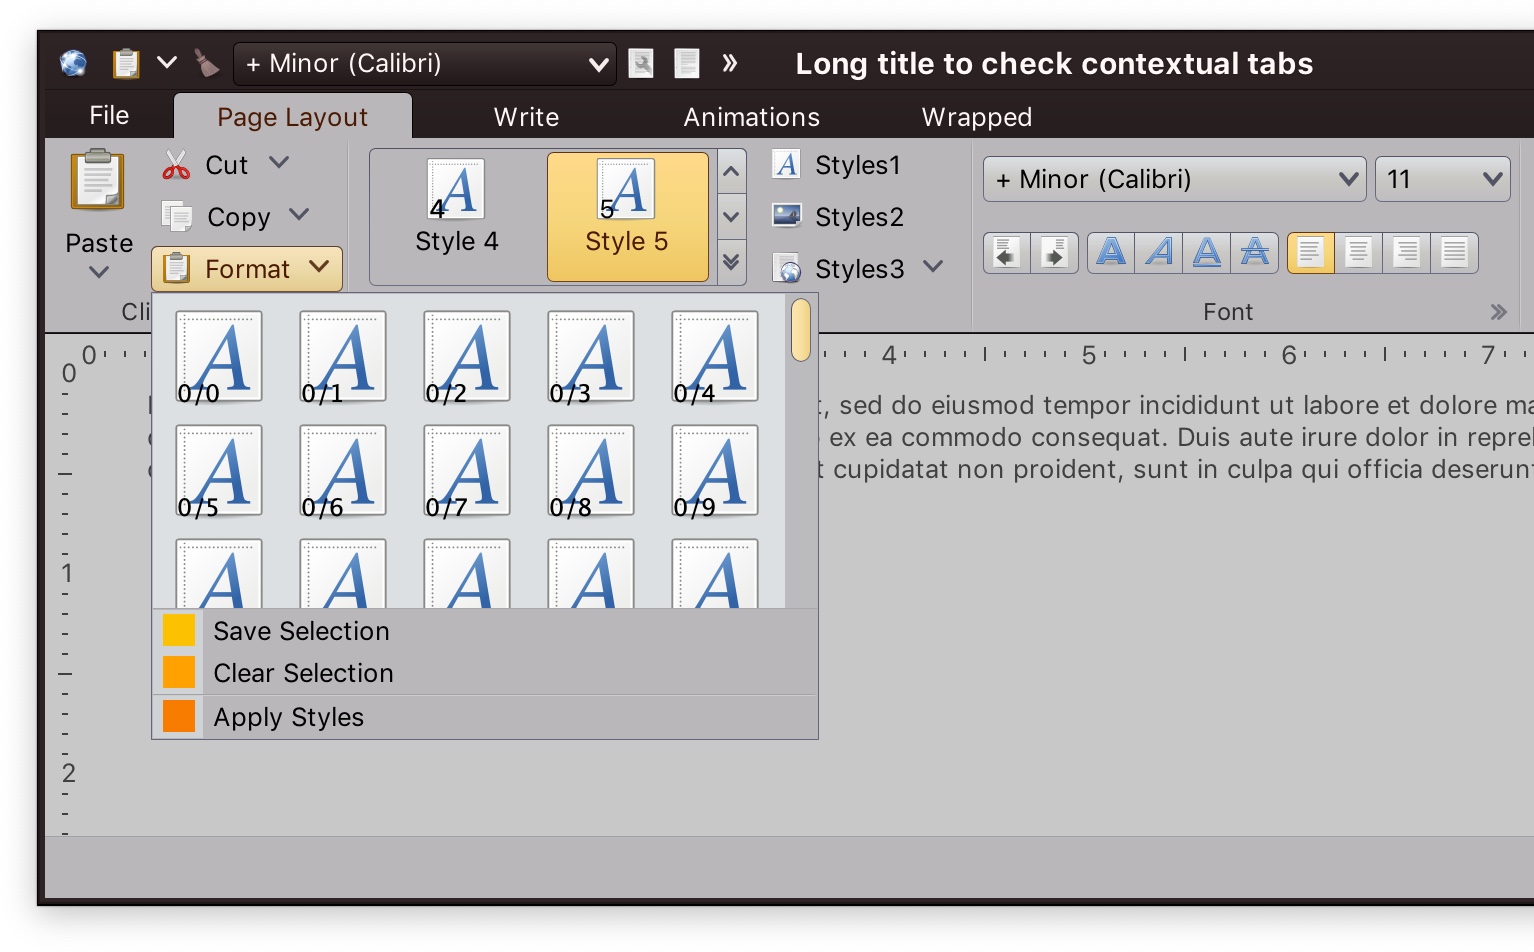 + Minor (Calibri)
Long title to check contextual tabs
File
Page Layout
Write
Animations
Wrapped
Paste
Cut
Copy
Format
4
Style 4
5
Style 5
Styles1
Styles2
Styles3
+ Minor (Calibri)
11
Font
0/0 0/1 0/2 0/3 0/4
0/5 0/6 0/7 0/8 0/9
Save Selection
Clear Selection
Apply Styles
0 4 5 6 7
0
1
2
, sed do eiusmod tempor incididunt ut labore et dolore
ex ea commodo consequat. Duis aute irure dolor in
cupidatat non proident, sunt in culpa qui officia